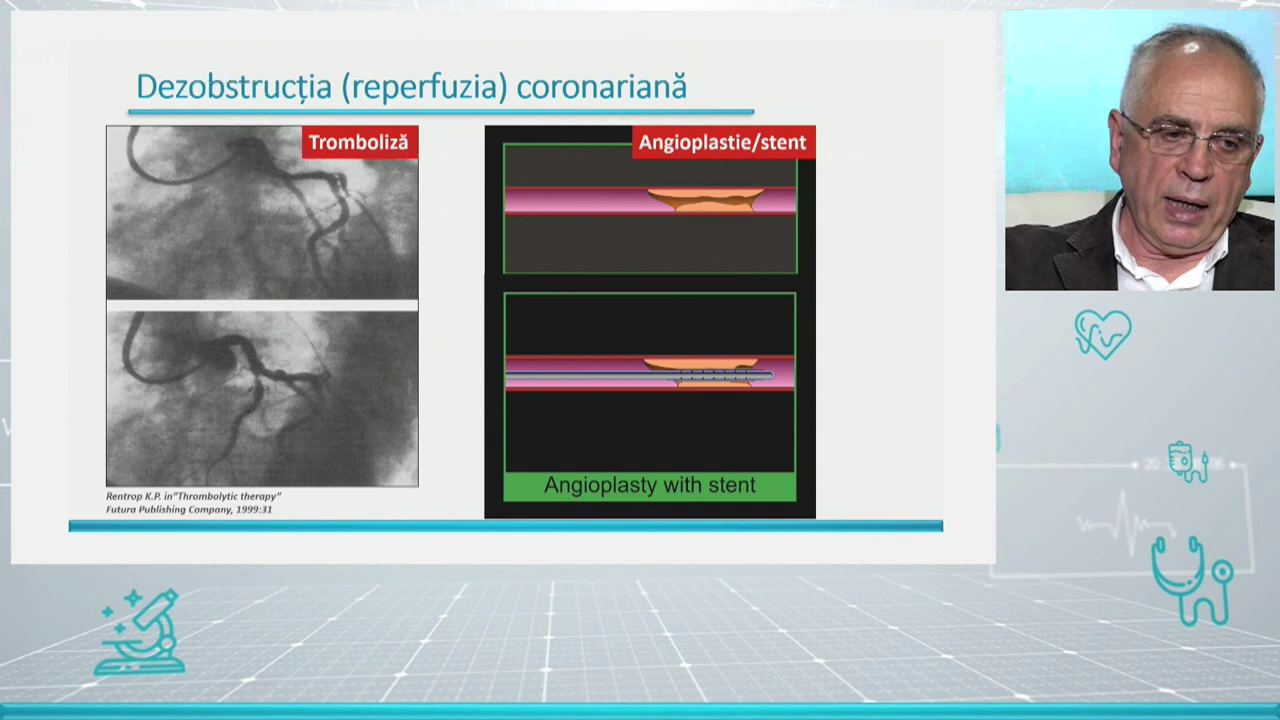 Dezobstrucția (reperfuzia) coronariană
Tromboliză
Angioplastie/stent
Angioplasty with stent
Rentrop K.P. in"Thrombolytic therapy"
Futura Publishing Company, 1999:31